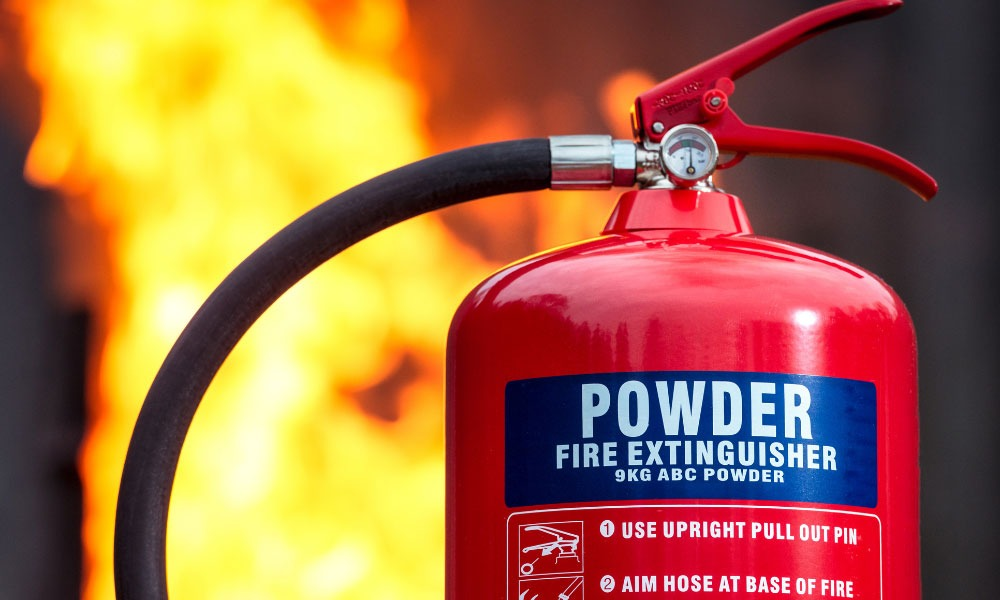 POWDER
FIRE EXTINGUISHER
9KG ABC POWDER
1 USE UPRIGHT PULL OUT PIN
2 AIM HOSE AT BASE OF FIRE